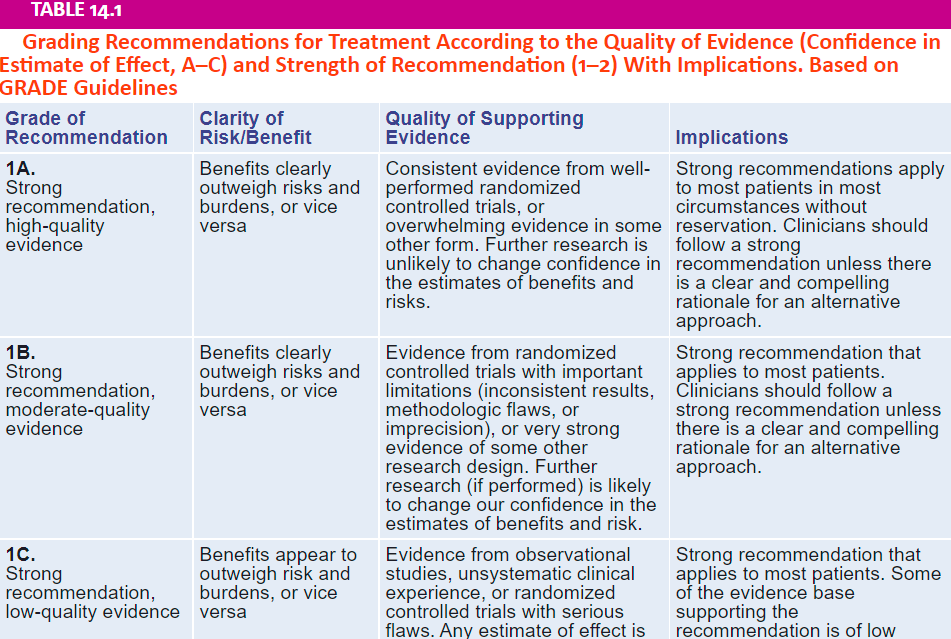 TABLE 14.1
Grading Recommendations for Treatment According to the Quality of Evidence (Confidence in
Estimate of Effect, A–C) and Strength of Recommendation (1–2) With Implications. Based on
GRADE Guidelines
Grade of
Recommendation
Clarity of
Risk/Benefit
Quality of Supporting
Evidence
Implications
1A.
Strong
recommendation,
high-quality
evidence
Benefits clearly
outweigh risks and
burdens, or vice
versa
Consistent evidence from well-
performed randomized
controlled trials, or
overwhelming evidence in some
other form. Further research is
unlikely to change confidence in
the estimates of benefits and
risks.
Strong recommendations apply
to most patients in most
circumstances without
reservation. Clinicians should
follow a strong
recommendation unless there
is a clear and compelling
rationale for an alternative
approach.
1B.
Strong
recommendation,
moderate-quality
evidence
Benefits clearly
outweigh risks and
burdens, or vice
versa
Evidence from randomized
controlled trials with important
limitations (inconsistent results,
methodologic flaws, or
imprecision), or very strong
evidence of some other
research design. Further
research (if performed) is likely
to change our confidence in the
estimates of benefits and risk.
Strong recommendation that
applies to most patients.
Clinicians should follow a
strong recommendation unless
there is a clear and compelling
rationale for an alternative
approach.
1C.
Strong
recommendation,
low-quality evidence
Benefits appear to
outweigh risk and
burdens, or vice
versa
Evidence from observational
studies, unsystematic clinical
experience, or randomized
controlled trials with serious
flaws. Any estimate of effect is
Strong recommendation that
applies to most patients. Some
of the evidence base
supporting the
recommendation is of low